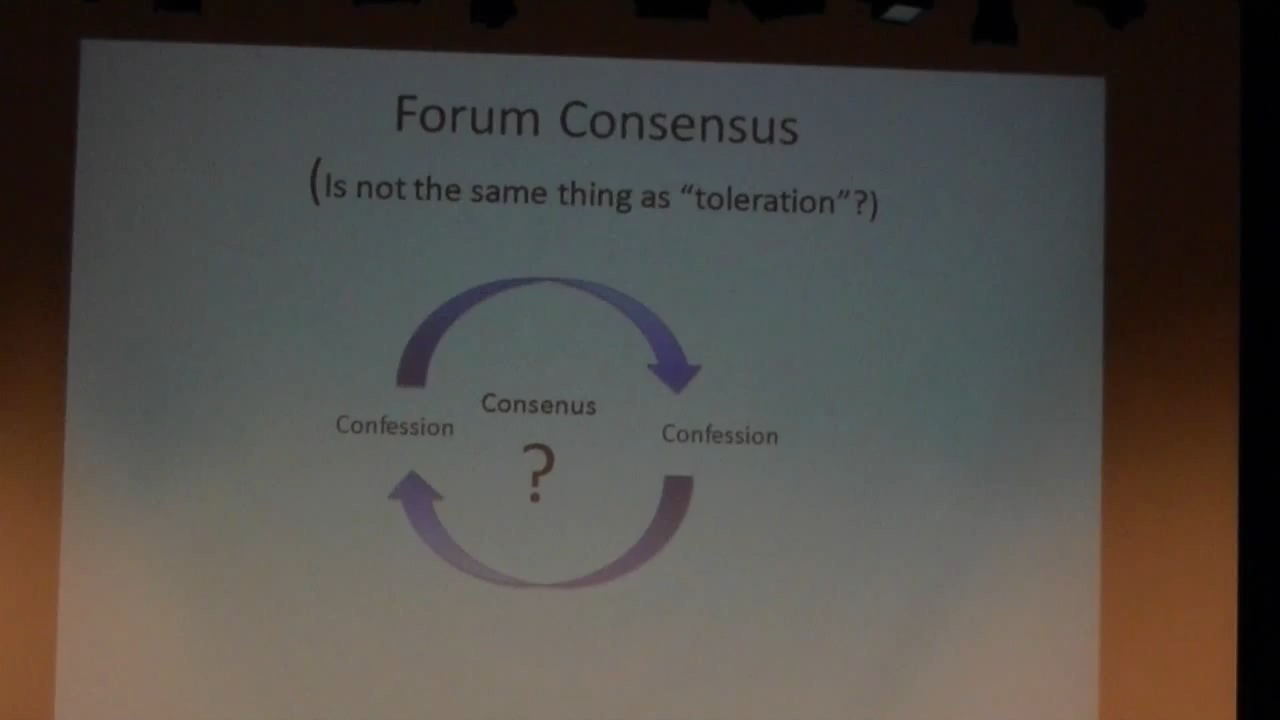 Forum Consensus
(Is not the same thing as “toleration”?)
Consenus
Confession
Confession
?